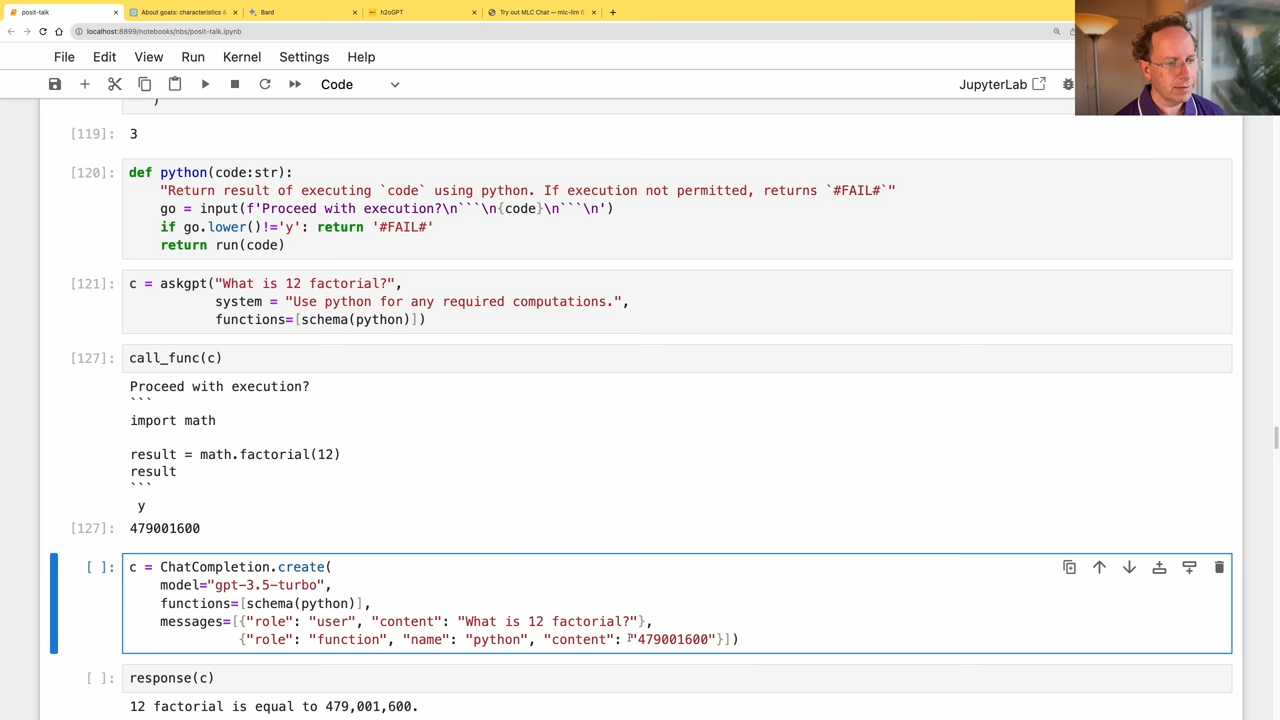 posit-talk
About goats: characteristics &
Bard
h2oGPT
Try out MLC Chat — mlc-llm 0
localhost:8899/notebooks/nbs/posit-talk.ipynb
File Edit View Run Kernel Settings Help
Code
JupyterLab
)
[119]: 3
[120]: def python(code:str):
"Return result of executing `code` using python. If execution not permitted, returns `#FAIL#`"
go = input(f'Proceed with execution?\n```\n{code}\n```\n')
if go.lower()!='y': return '#FAIL#'
return run(code)
[121]: c = askgpt("What is 12 factorial?",
system = "Use python for any required computations.",
functions=[schema(python)])
[127]: call_func(c)
Proceed with execution?
```
import math
result = math.factorial(12)
result
```
y
[127]: 479001600
[ ]: c = ChatCompletion.create(
model="gpt-3.5-turbo",
functions=[schema(python)],
messages=[{"role": "user", "content": "What is 12 factorial?"},
{"role": "function", "name": "python", "content": "479001600"}])
[ ]: response(c)
12 factorial is equal to 479,001,600.